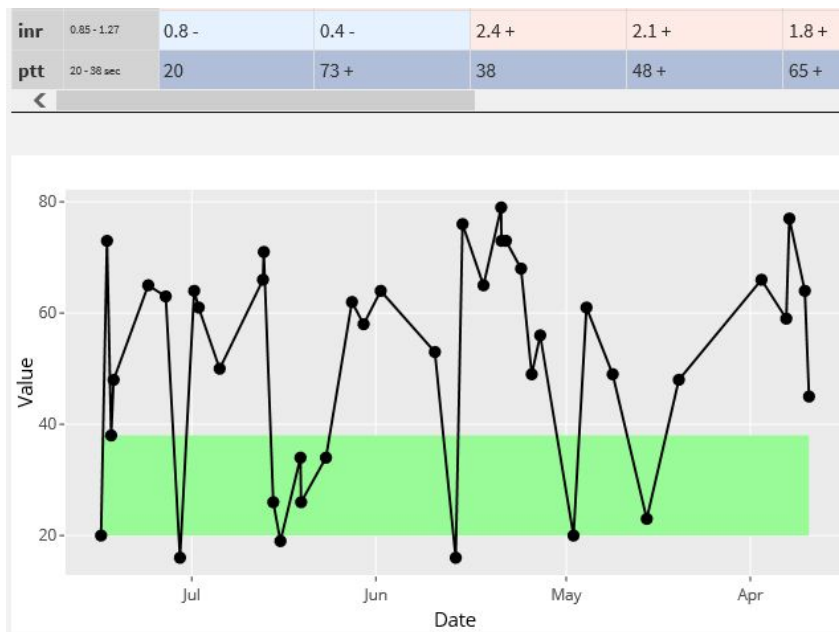 inr 0.85 - 1.27 0.8 - 0.4 - 2.4 + 2.1 + 1.8 +
ptt 20 - 38 sec 20 73 + 38 48 + 65 +
80
60
40
20
Value
Jul Jun May Apr
Date